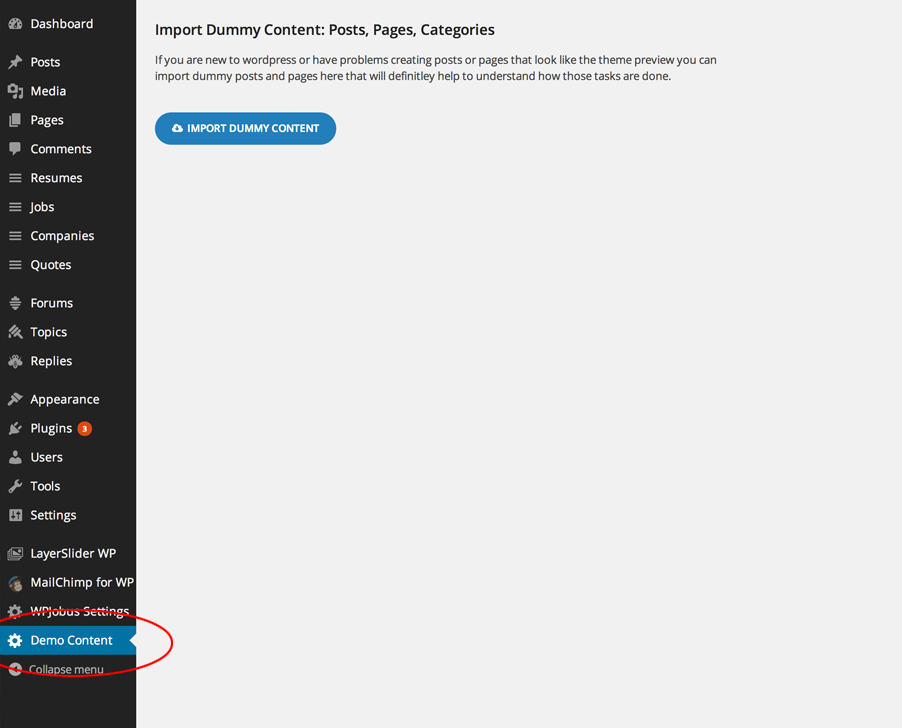 Dashboard
Posts
Media
Pages
Comments
Resumes
Jobs
Companies
Quotes
Forums
Topics
Replies
Appearance
Plugins 3
Users
Tools
Settings
LayerSlider WP
MailChimp for WP
WPJobus Settings
Demo Content
Collapse menu
Import Dummy Content: Posts, Pages, Categories
If you are new to wordpress or have problems creating posts or pages that look like the theme preview you can
import dummy posts and pages here that will definitley help to understand how those tasks are done.
IMPORT DUMMY CONTENT